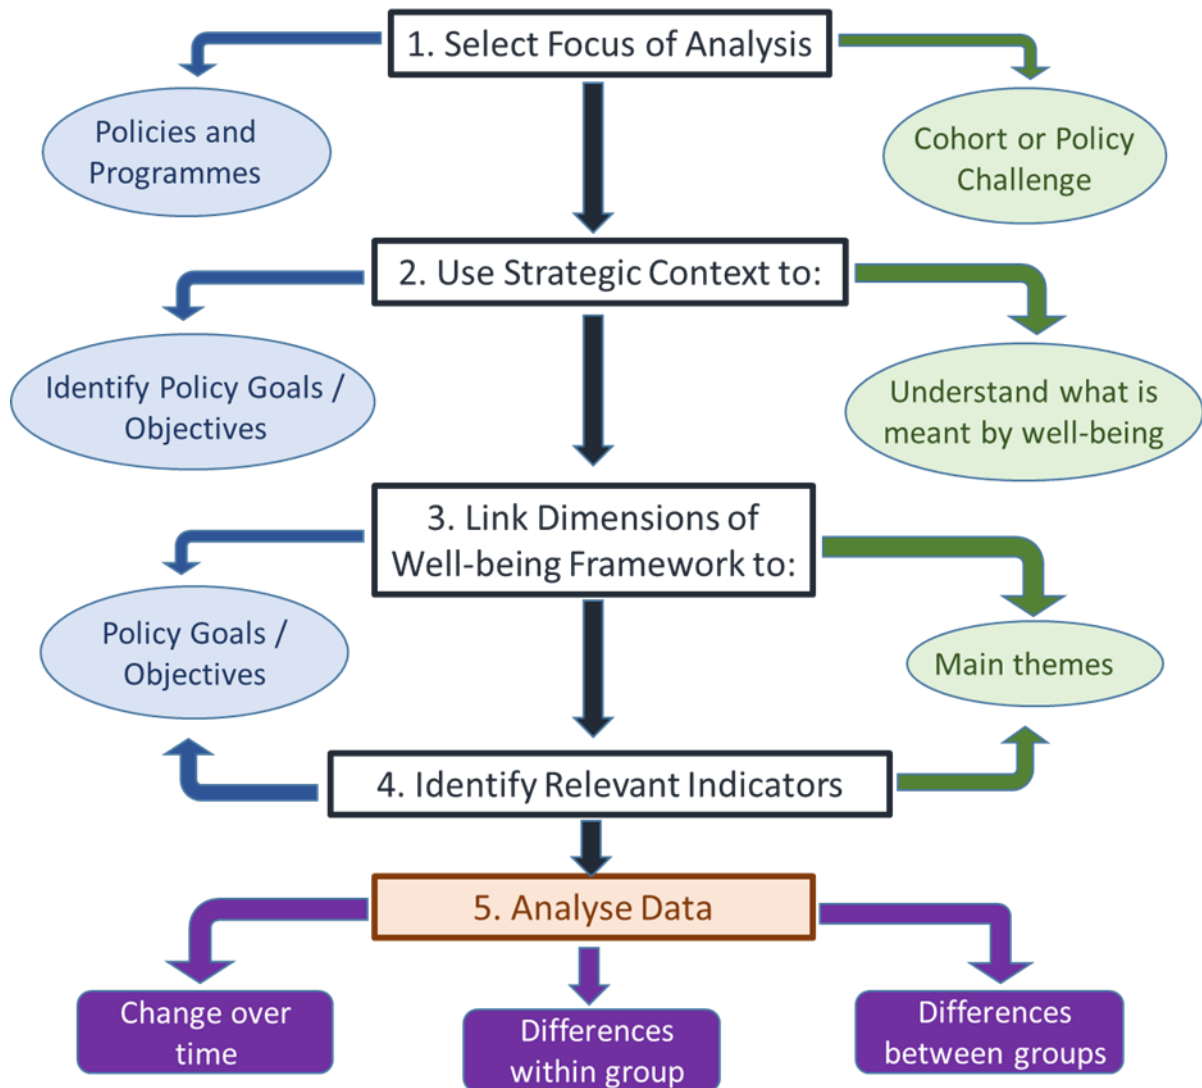 1. Select Focus of Analysis
Policies and
Programmes
Cohort or Policy
Challenge
2. Use Strategic Context to:
Identify Policy Goals /
Objectives
Understand what is
meant by well-being
3. Link Dimensions of
Well-being Framework to:
Policy Goals /
Objectives
Main themes
4. Identify Relevant Indicators
5. Analyse Data
Change over
time
Differences
within group
Differences
between groups